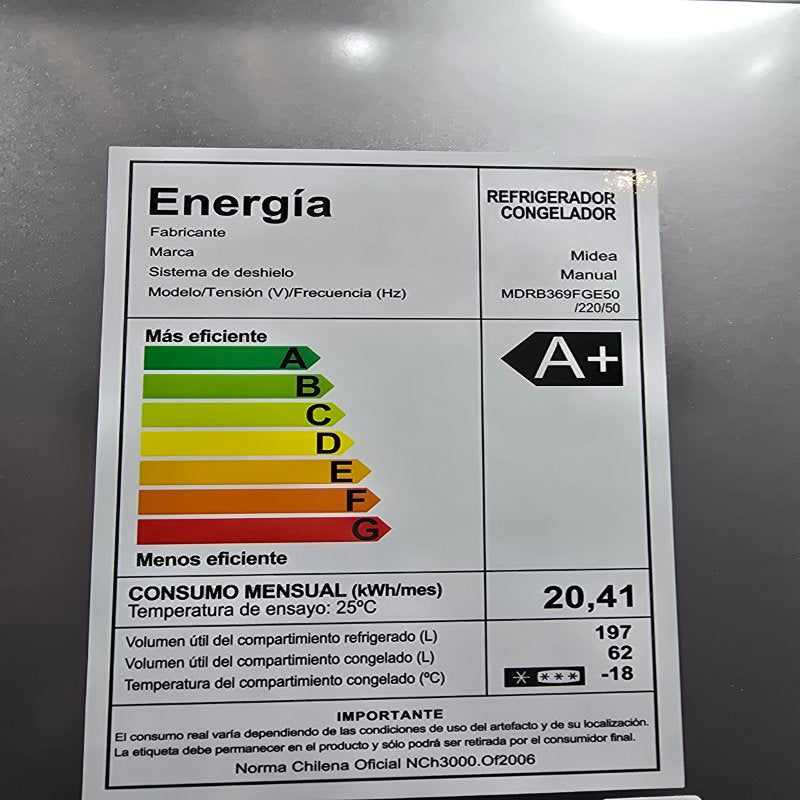 Energía
REFRIGERADOR
CONGELADOR
Fabricante
Marca Midea
Sistema de deshielo Manual
Modelo/Tensión (V)/Frecuencia (Hz) MDRB369FGE50
/220/50
Más eficiente
A
A+
B
C
D
E
F
G
Menos eficiente
CONSUMO MENSUAL (kWh/mes) 20,41
Temperatura de ensayo: 25ºC
Volumen útil del compartimiento refrigerado (L) 197
Volumen útil del compartimiento congelado (L) 62
Temperatura del compartimiento congelado (ºC) * *** -18
IMPORTANTE
El consumo real varía dependiendo de las condiciones de uso del artefacto y de su localización.
La etiqueta debe permanecer en el producto y sólo podrá ser retirada por el consumidor final.
Norma Chilena Oficial NCh3000.Of2006